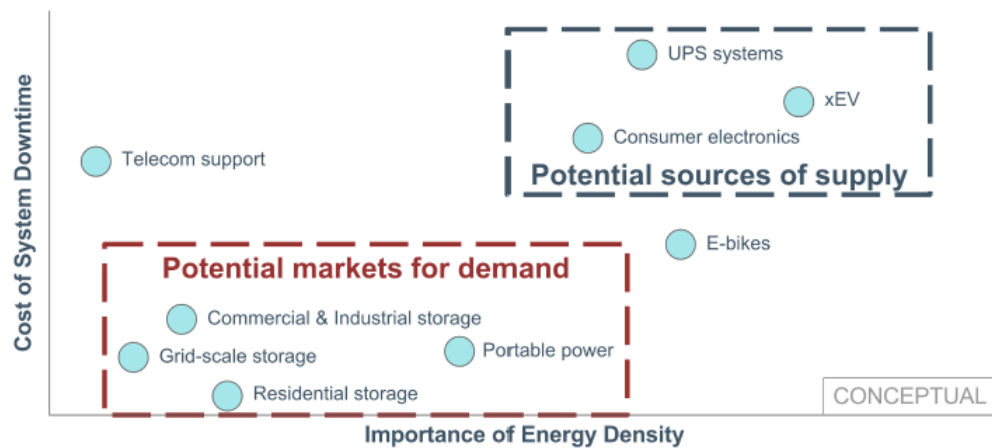 Cost of System Downtime
UPS systems
xEV
Consumer electronics
Telecom support
Potential sources of supply
E-bikes
Potential markets for demand
Commercial & Industrial storage
Grid-scale storage
Portable power
Residential storage
CONCEPTUAL
Importance of Energy Density